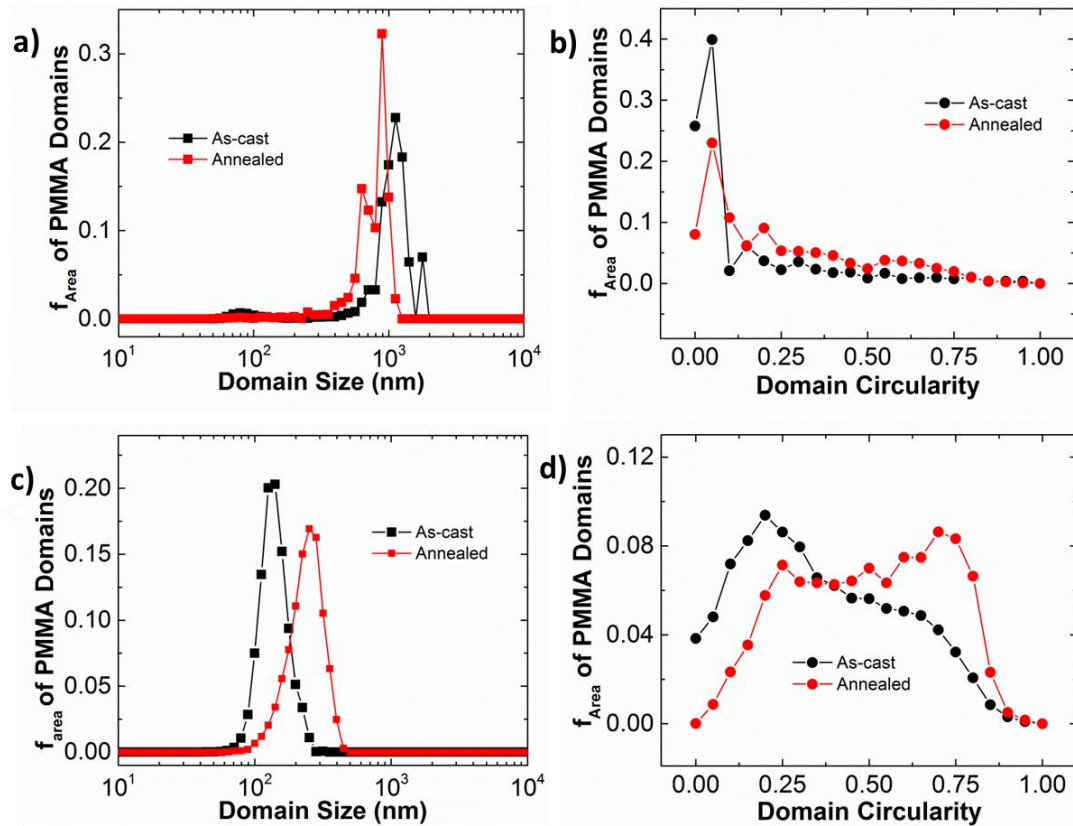 a)
f_Area of PMMA Domains
0.3
0.2
0.1
0.0
As-cast
Annealed
10^1
10^2
10^3
10^4
Domain Size (nm)
b)
f_Area of PMMA Domains
0.4
0.3
0.2
0.1
0.0
As-cast
Annealed
0.00
0.25
0.50
0.75
1.00
Domain Circularity
c)
f_area of PMMA Domains
0.20
0.15
0.10
0.05
0.00
As-cast
Annealed
10^1
10^2
10^3
10^4
Domain Size (nm)
d)
f_Area of PMMA Domains
0.12
0.08
0.04
0.00
As-cast
Annealed
0.00
0.25
0.50
0.75
1.00
Domain Circularity